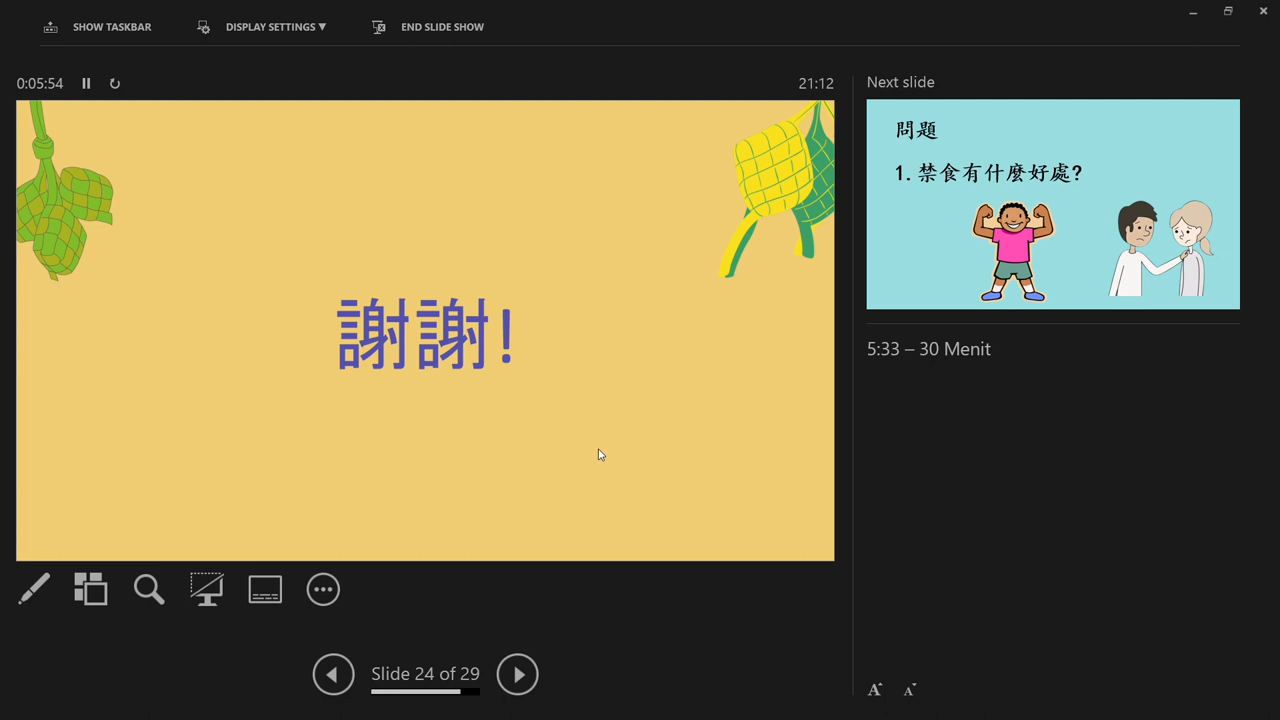 SHOW TASKBAR
DISPLAY SETTINGS ▼
END SLIDE SHOW
0:05:54
21:12
謝謝!
Slide 24 of 29
Next slide
問題
1. 禁食有什麼好處?
5:33 – 30 Menit
A A